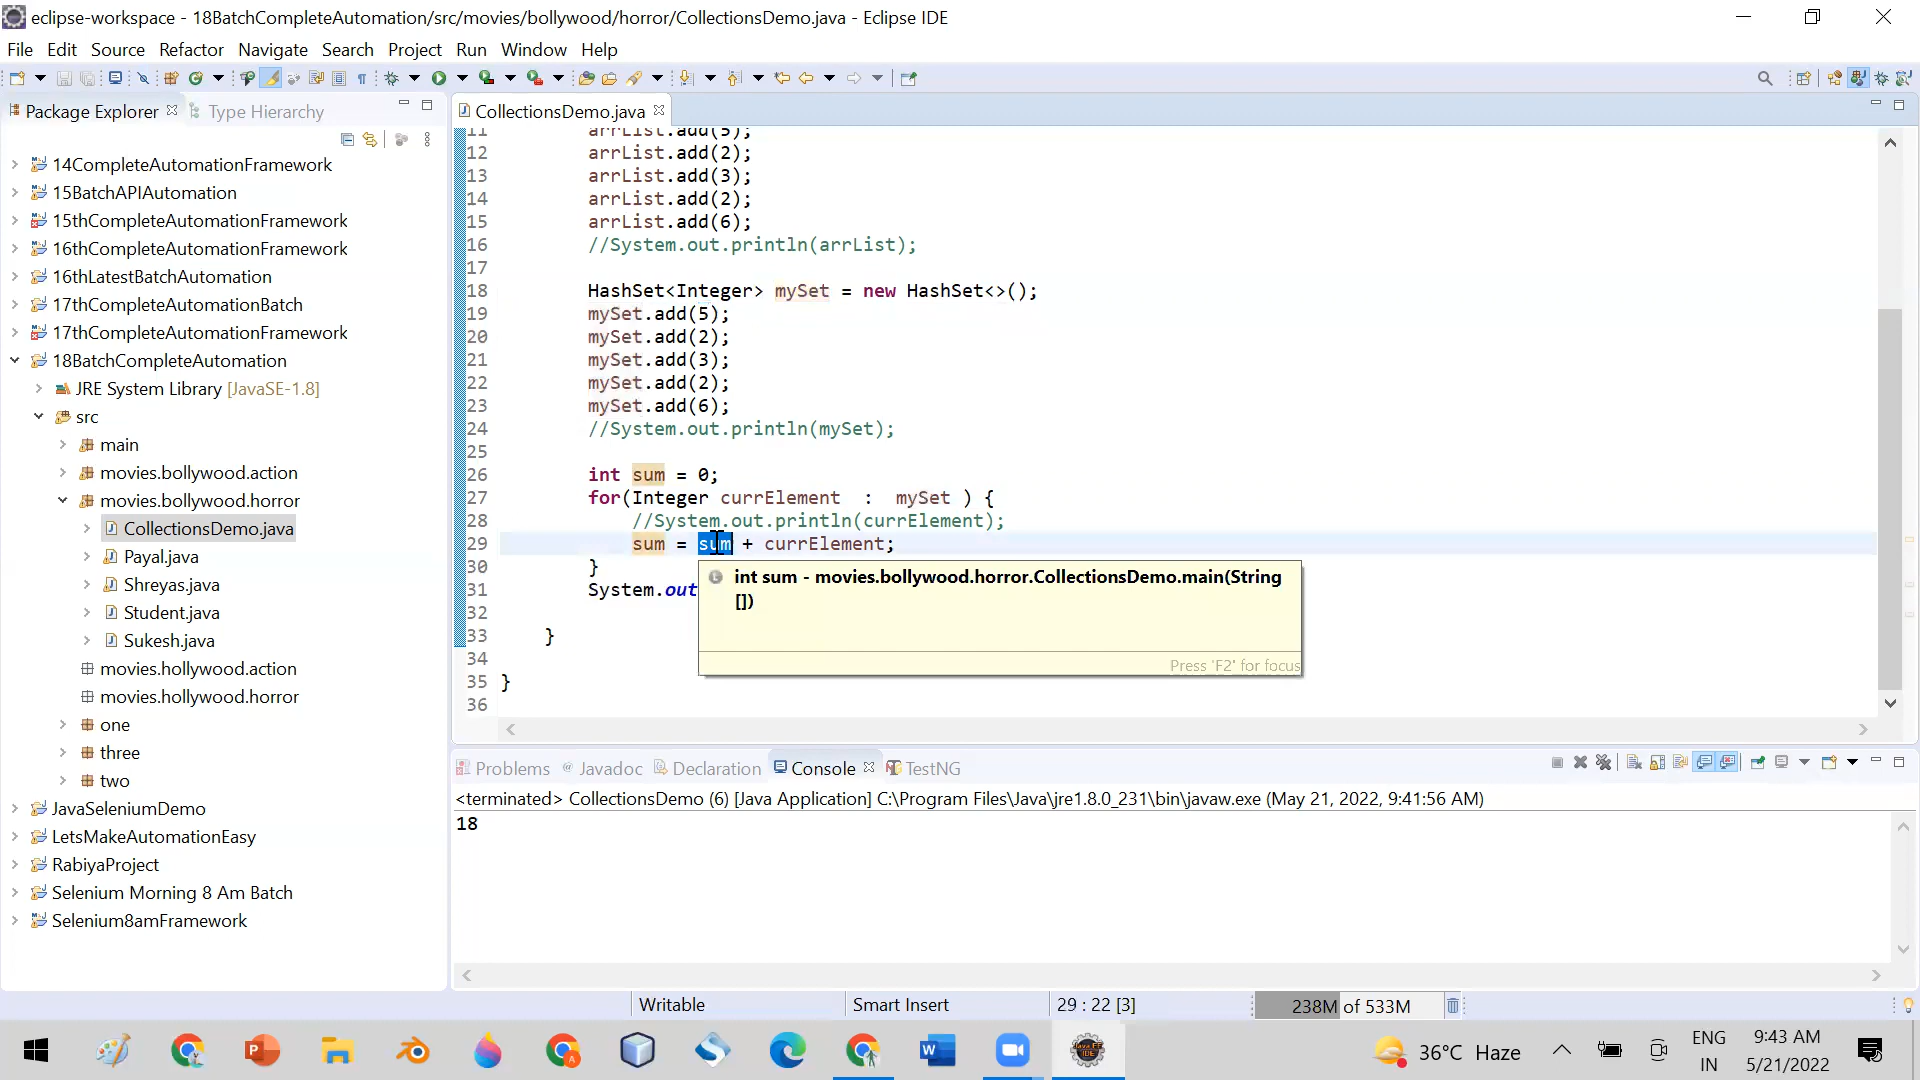 eclipse-workspace - 18BatchCompleteAutomation/src/movies/bollywood/horror/CollectionsDemo.java - Eclipse IDE
File Edit Source Refactor Navigate Search Project Run Window Help
Package Explorer Type Hierarchy
14CompleteAutomationFramework
15BatchAPIAutomation
15thCompleteAutomationFramework
16thCompleteAutomationFramework
16thLatestBatchAutomation
17thCompleteAutomationBatch
17thCompleteAutomationFramework
18BatchCompleteAutomation
JRE System Library [JavaSE-1.8]
src
main
movies.bollywood.action
movies.bollywood.horror
CollectionsDemo.java
Payal.java
Shreyas.java
Student.java
Sukesh.java
movies.hollywood.action
movies.hollywood.horror
one
three
two
JavaSeleniumDemo
LetsMakeAutomationEasy
RabiyaProject
Selenium Morning 8 Am Batch
Selenium8amFramework
CollectionsDemo.java
11 arrList.add(5);
12 arrList.add(2);
13 arrList.add(3);
14 arrList.add(2);
15 arrList.add(6);
16 //System.out.println(arrList);
17
18 HashSet<Integer> mySet = new HashSet<>();
19 mySet.add(5);
20 mySet.add(2);
21 mySet.add(3);
22 mySet.add(2);
23 mySet.add(6);
24 //System.out.println(mySet);
25
26 int sum = 0;
27 for(Integer currElement : mySet ) {
28 //System.out.println(currElement);
29 sum = sum + currElement;
30 }
31 System.out
32
33 }
34
35 }
36
int sum - movies.bollywood.horror.CollectionsDemo.main(String
[])
Press 'F2' for focus
Problems @ Javadoc Declaration Console TestNG
<terminated> CollectionsDemo (6) [Java Application] C:\Program Files\Java\jre1.8.0_231\bin\javaw.exe (May 21, 2022, 9:41:56 AM)
18
Writable Smart Insert 29 : 22 [3] 238M of 533M
36°C Haze ENG IN 9:43 AM 5/21/2022